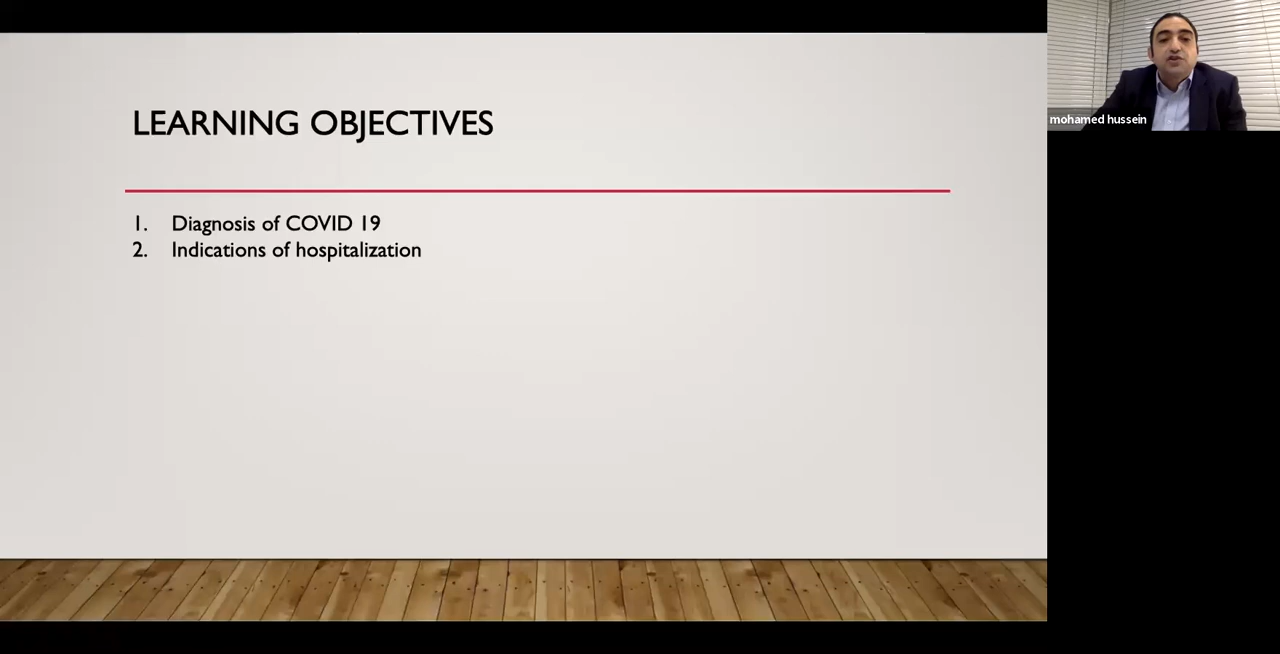 LEARNING OBJECTIVES
1. Diagnosis of COVID 19
2. Indications of hospitalization
mohamed hussein